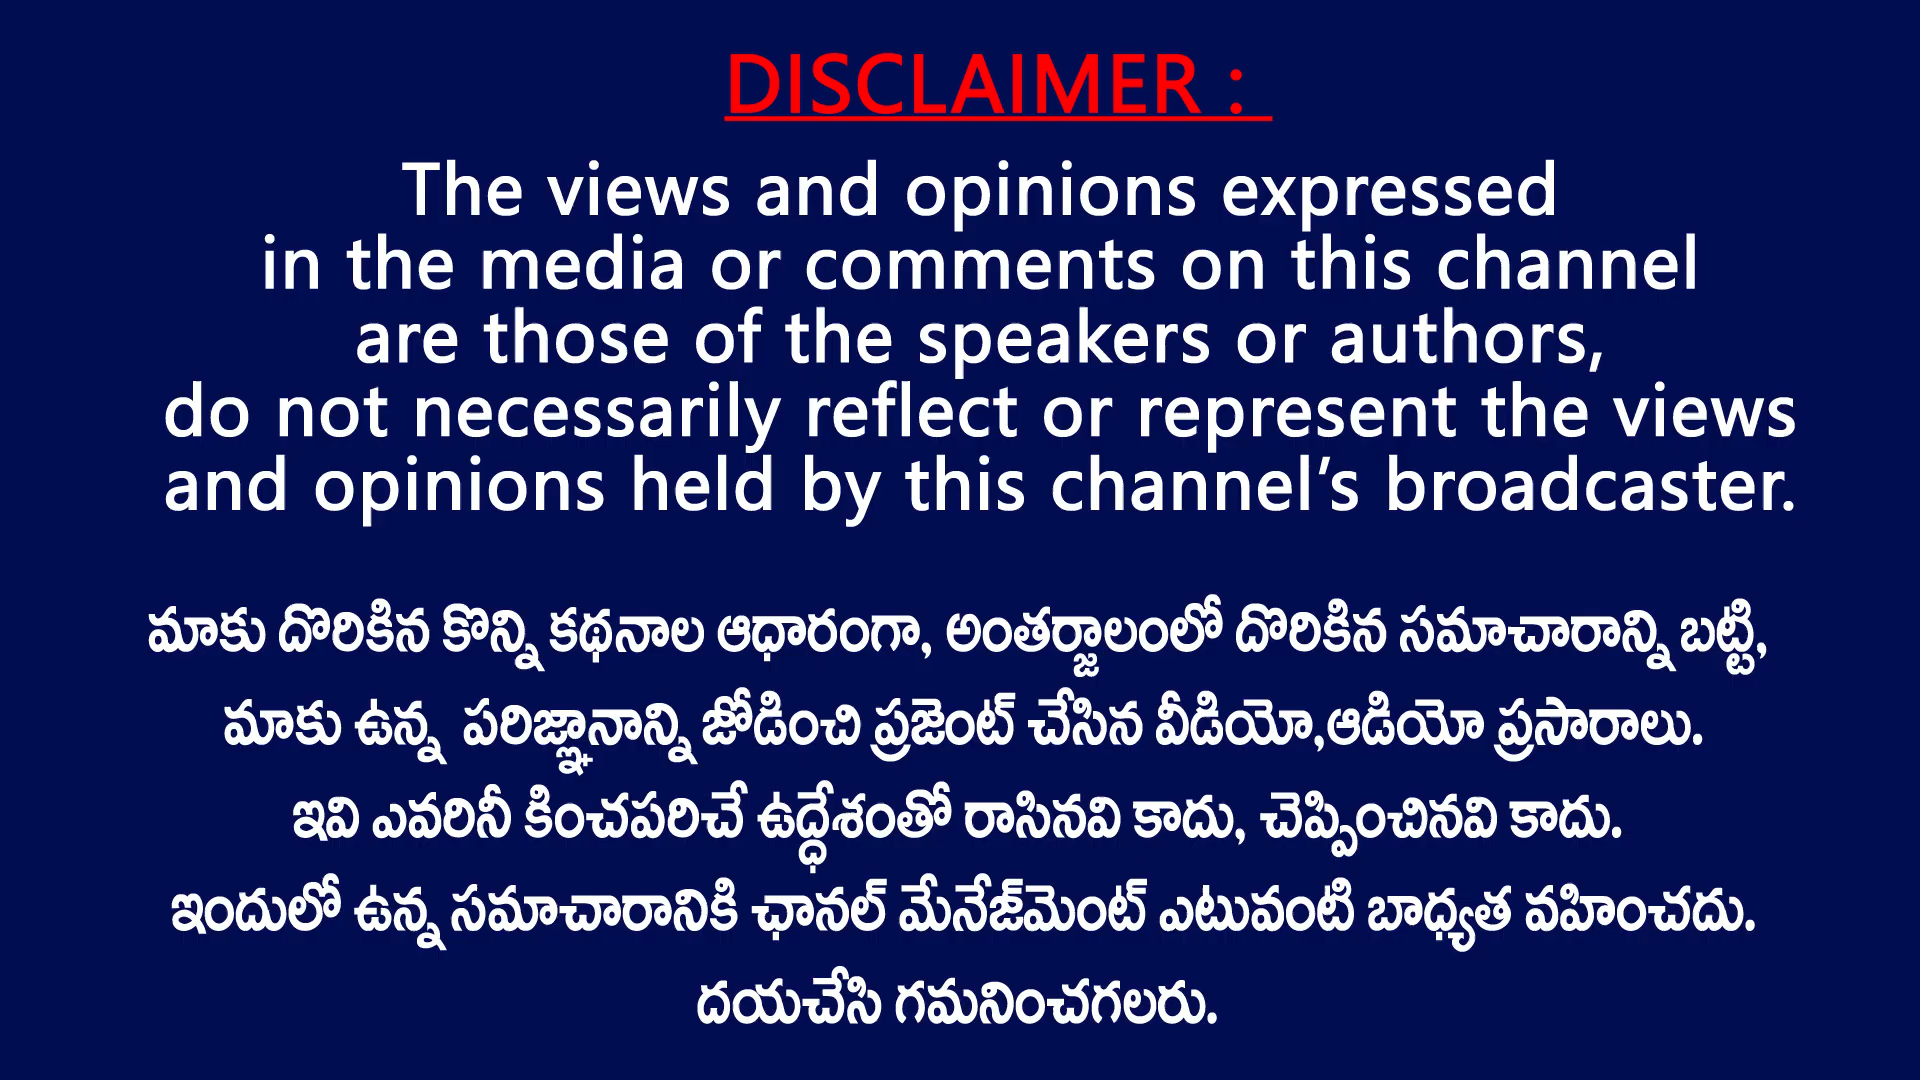 DISCLAIMER :
The views and opinions expressed
in the media or comments on this channel
are those of the speakers or authors,
do not necessarily reflect or represent the views
and opinions held by this channel’s broadcaster.
మాకు దొరికిన కొన్ని కథనాల ఆధారంగా, అంతర్జాలంలో దొరికిన సమాచారాన్ని బట్టి,
మాకు ఉన్న పరిజ్ఞానాన్ని జోడించి ప్రజెంట్ చేసిన వీడియో,ఆడియో ప్రసారాలు.
ఇవి ఎవరినీ కించపరిచే ఉద్ధేశంతో రాసినవి కాదు, చెప్పించినవి కాదు.
ఇందులో ఉన్న సమాచారానికి ఛానల్ మేనేజ్‌మెంట్ ఎటువంటి బాధ్యత వహించదు.
దయచేసి గమనించగలరు.